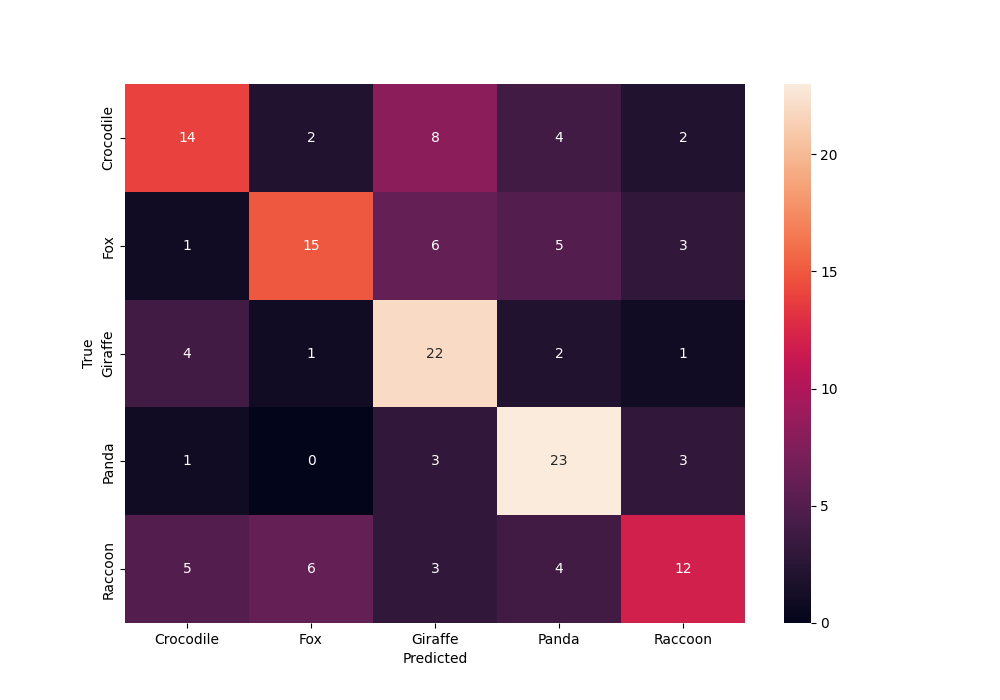 Crocodile 14 2 8 4 2
Fox 1 15 6 5 3
Giraffe 4 1 22 2 1
Panda 1 0 3 23 3
Raccoon 5 6 3 4 12
True
Crocodile Fox Giraffe Panda Raccoon
Predicted
20
15
10
5
0